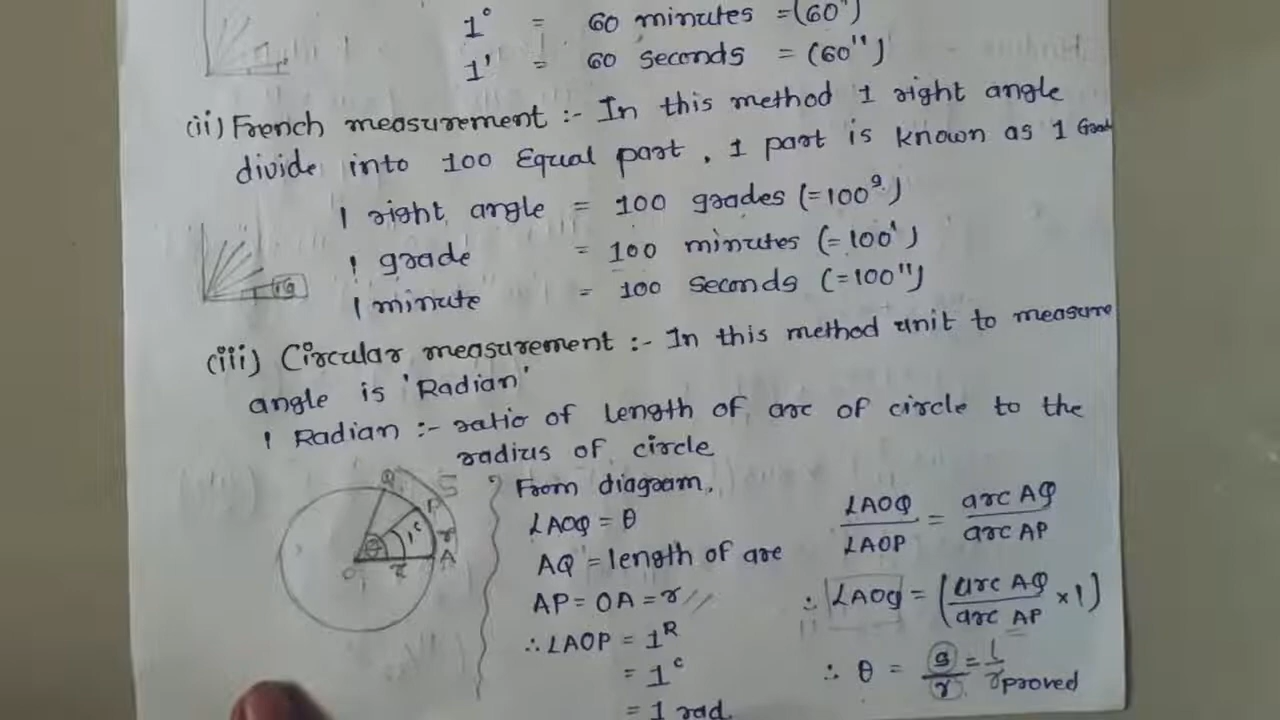 1° = 60 minutes = (60')
1' = 60 seconds = (60")
(ii) French measurement :- In this method 1 right angle
divide into 100 Equal part, 1 part is known as 1
1 right angle = 100 grades (=100g)
1 grade = 100 minutes (=100')
1 minute = 100 seconds (=100")
(iii) Circular measurement :- In this method unit to measure
angle is 'Radian'
1 Radian :- ratio of length of arc of circle to the
radius of circle
Q S P 1c r A θ O r
From diagram,
∠AOQ = θ
AQ = length of arc
AP = OA = r
∴ ∠AOP = 1R
= 1c
= 1 rad.
∠AOQ/∠AOP = arc AQ/arc AP
∴ ∠AOQ = (arc AQ/arc AP × 1)
∴ θ = s/r = l/r proved